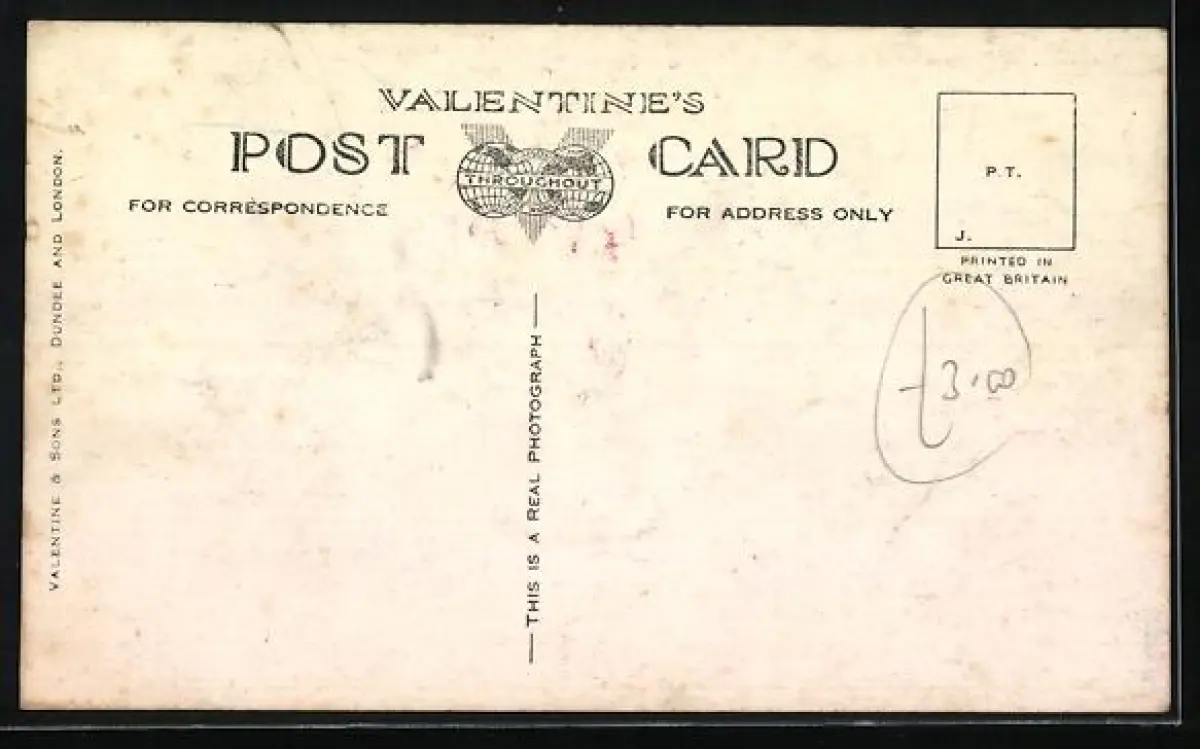 VALENTINE'S
POST CARD
THROUGHOUT
FOR CORRESPONDENCE
FOR ADDRESS ONLY
P.T.
J.
PRINTED IN
GREAT BRITAIN
£3.00
THIS IS A REAL PHOTOGRAPH
VALENTINE & SONS LTD., DUNDEE AND LONDON.